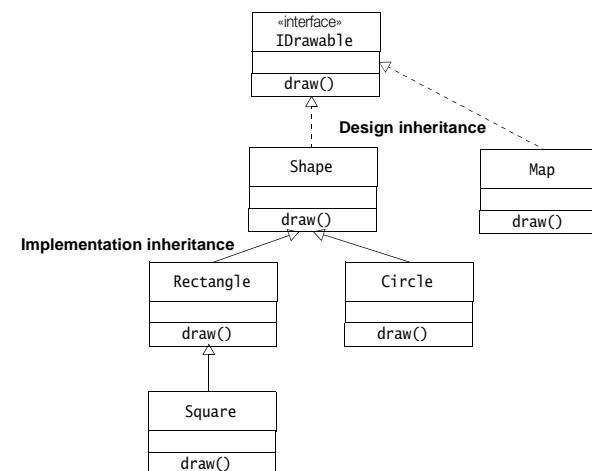 «interface»
IDrawable
draw()
Design inheritance
Shape
Map
draw()
draw()
Implementation inheritance
Rectangle
Circle
draw()
draw()
Square
draw()